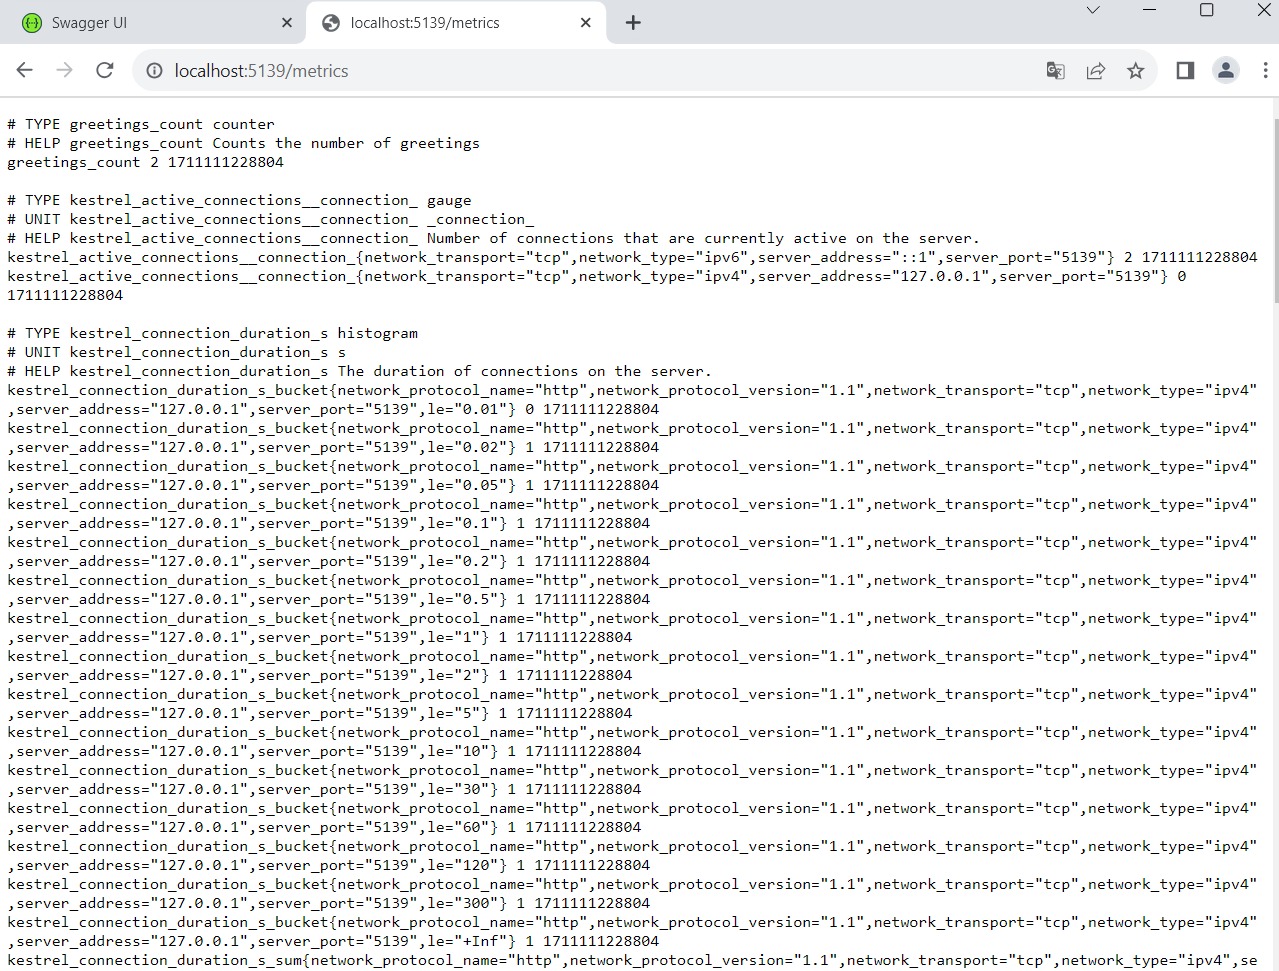 Swagger UI
localhost:5139/metrics
localhost:5139/metrics
# TYPE greetings_count counter
# HELP greetings_count Counts the number of greetings
greetings_count 2 1711111228804
# TYPE kestrel_active_connections__connection_ gauge
# UNIT kestrel_active_connections__connection_ _connection_
# HELP kestrel_active_connections__connection_ Number of connections that are currently active on the server.
kestrel_active_connections__connection_{network_transport="tcp",network_type="ipv6",server_address="::1",server_port="5139"} 2 1711111228804
kestrel_active_connections__connection_{network_transport="tcp",network_type="ipv4",server_address="127.0.0.1",server_port="5139"} 0
1711111228804
# TYPE kestrel_connection_duration_s histogram
# UNIT kestrel_connection_duration_s s
# HELP kestrel_connection_duration_s The duration of connections on the server.
kestrel_connection_duration_s_bucket{network_protocol_name="http",network_protocol_version="1.1",network_transport="tcp",network_type="ipv4"
,server_address="127.0.0.1",server_port="5139",le="0.01"} 0 1711111228804
kestrel_connection_duration_s_bucket{network_protocol_name="http",network_protocol_version="1.1",network_transport="tcp",network_type="ipv4"
,server_address="127.0.0.1",server_port="5139",le="0.02"} 1 1711111228804
kestrel_connection_duration_s_bucket{network_protocol_name="http",network_protocol_version="1.1",network_transport="tcp",network_type="ipv4"
,server_address="127.0.0.1",server_port="5139",le="0.05"} 1 1711111228804
kestrel_connection_duration_s_bucket{network_protocol_name="http",network_protocol_version="1.1",network_transport="tcp",network_type="ipv4"
,server_address="127.0.0.1",server_port="5139",le="0.1"} 1 1711111228804
kestrel_connection_duration_s_bucket{network_protocol_name="http",network_protocol_version="1.1",network_transport="tcp",network_type="ipv4"
,server_address="127.0.0.1",server_port="5139",le="0.2"} 1 1711111228804
kestrel_connection_duration_s_bucket{network_protocol_name="http",network_protocol_version="1.1",network_transport="tcp",network_type="ipv4"
,server_address="127.0.0.1",server_port="5139",le="0.5"} 1 1711111228804
kestrel_connection_duration_s_bucket{network_protocol_name="http",network_protocol_version="1.1",network_transport="tcp",network_type="ipv4"
,server_address="127.0.0.1",server_port="5139",le="1"} 1 1711111228804
kestrel_connection_duration_s_bucket{network_protocol_name="http",network_protocol_version="1.1",network_transport="tcp",network_type="ipv4"
,server_address="127.0.0.1",server_port="5139",le="2"} 1 1711111228804
kestrel_connection_duration_s_bucket{network_protocol_name="http",network_protocol_version="1.1",network_transport="tcp",network_type="ipv4"
,server_address="127.0.0.1",server_port="5139",le="5"} 1 1711111228804
kestrel_connection_duration_s_bucket{network_protocol_name="http",network_protocol_version="1.1",network_transport="tcp",network_type="ipv4"
,server_address="127.0.0.1",server_port="5139",le="10"} 1 1711111228804
kestrel_connection_duration_s_bucket{network_protocol_name="http",network_protocol_version="1.1",network_transport="tcp",network_type="ipv4"
,server_address="127.0.0.1",server_port="5139",le="30"} 1 1711111228804
kestrel_connection_duration_s_bucket{network_protocol_name="http",network_protocol_version="1.1",network_transport="tcp",network_type="ipv4"
,server_address="127.0.0.1",server_port="5139",le="60"} 1 1711111228804
kestrel_connection_duration_s_bucket{network_protocol_name="http",network_protocol_version="1.1",network_transport="tcp",network_type="ipv4"
,server_address="127.0.0.1",server_port="5139",le="120"} 1 1711111228804
kestrel_connection_duration_s_bucket{network_protocol_name="http",network_protocol_version="1.1",network_transport="tcp",network_type="ipv4"
,server_address="127.0.0.1",server_port="5139",le="300"} 1 1711111228804
kestrel_connection_duration_s_bucket{network_protocol_name="http",network_protocol_version="1.1",network_transport="tcp",network_type="ipv4"
,server_address="127.0.0.1",server_port="5139",le="+Inf"} 1 1711111228804
kestrel_connection_duration_s_sum{network_protocol_name="http",network_protocol_version="1.1",network_transport="tcp",network_type="ipv4",se